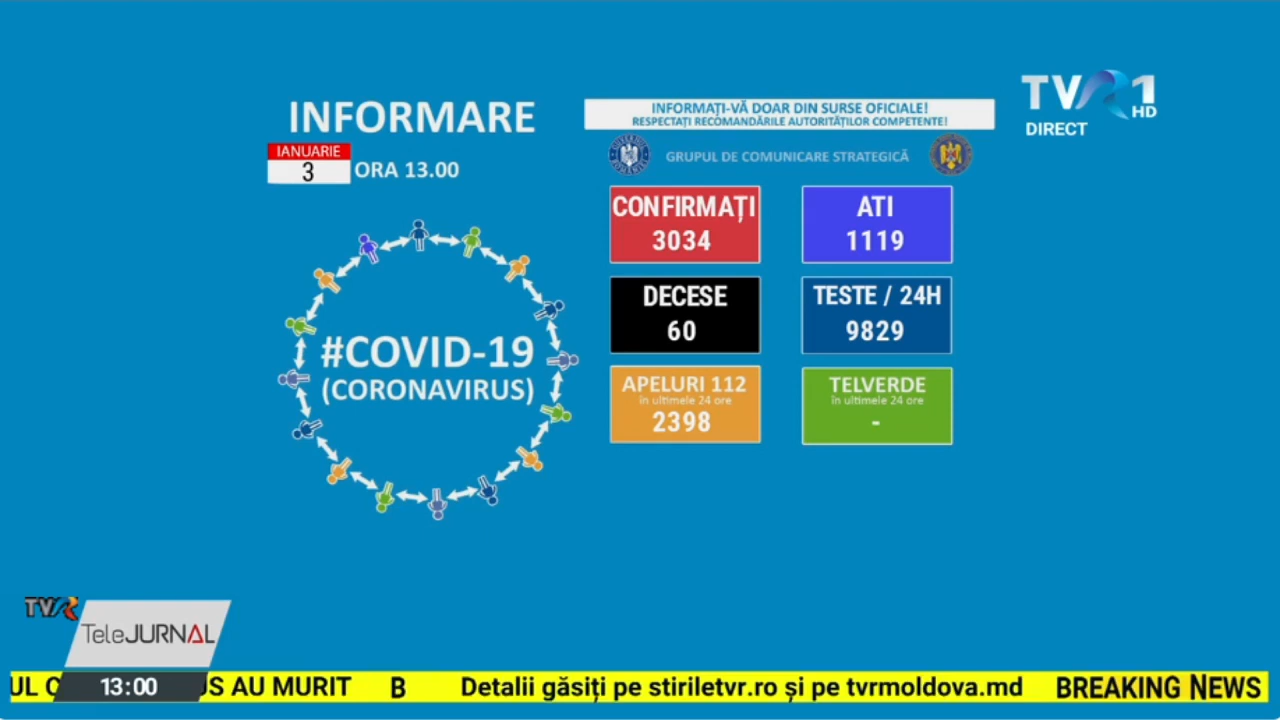 INFORMARE
IANUARIE
3
ORA 13.00
#COVID-19
(CORONAVIRUS)
INFORMAȚI-VĂ DOAR DIN SURSE OFICIALE!
RESPECTAȚI RECOMANDĂRILE AUTORITĂȚILOR COMPETENTE!
GRUPUL DE COMUNICARE STRATEGICĂ
CONFIRMAȚI
3034
ATI
1119
DECESE
60
TESTE / 24H
9829
APELURI 112
în ultimele 24 ore
2398
TELVERDE
în ultimele 24 ore
-
TVR1
HD
DIRECT
TVR
TeleJURNAL
13:00
AU MURIT B Detalii găsiți pe stiriletvr.ro și pe tvrmoldova.md BREAKING NEWS